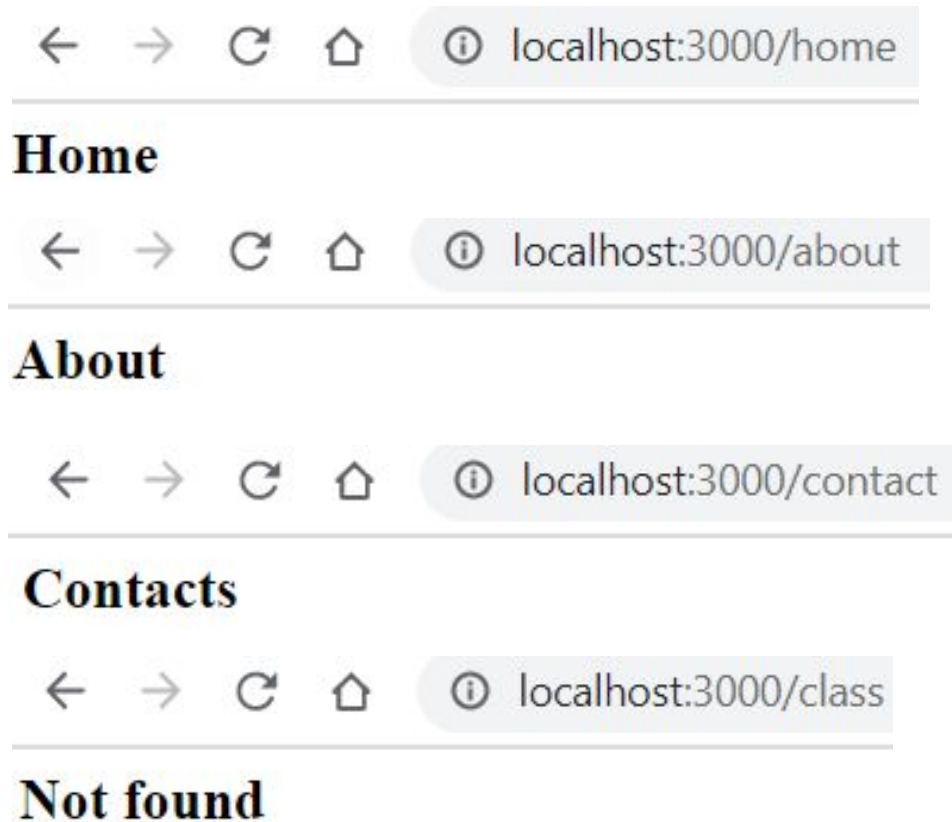 localhost:3000/home
Home
localhost:3000/about
About
localhost:3000/contact
Contacts
localhost:3000/class
Not found